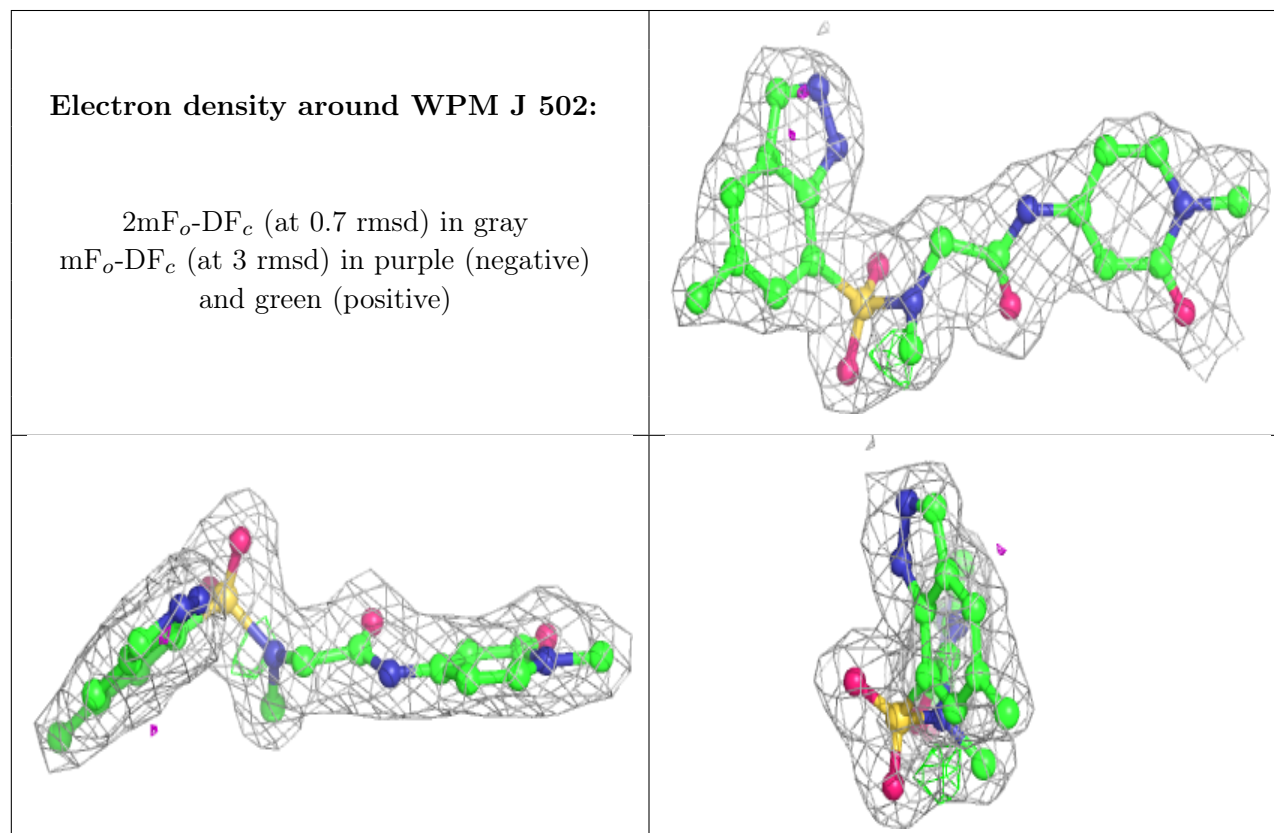 Electron density around WPM J 502:
2mFo-DFc (at 0.7 rmsd) in gray
mFo-DFc (at 3 rmsd) in purple (negative)
and green (positive)